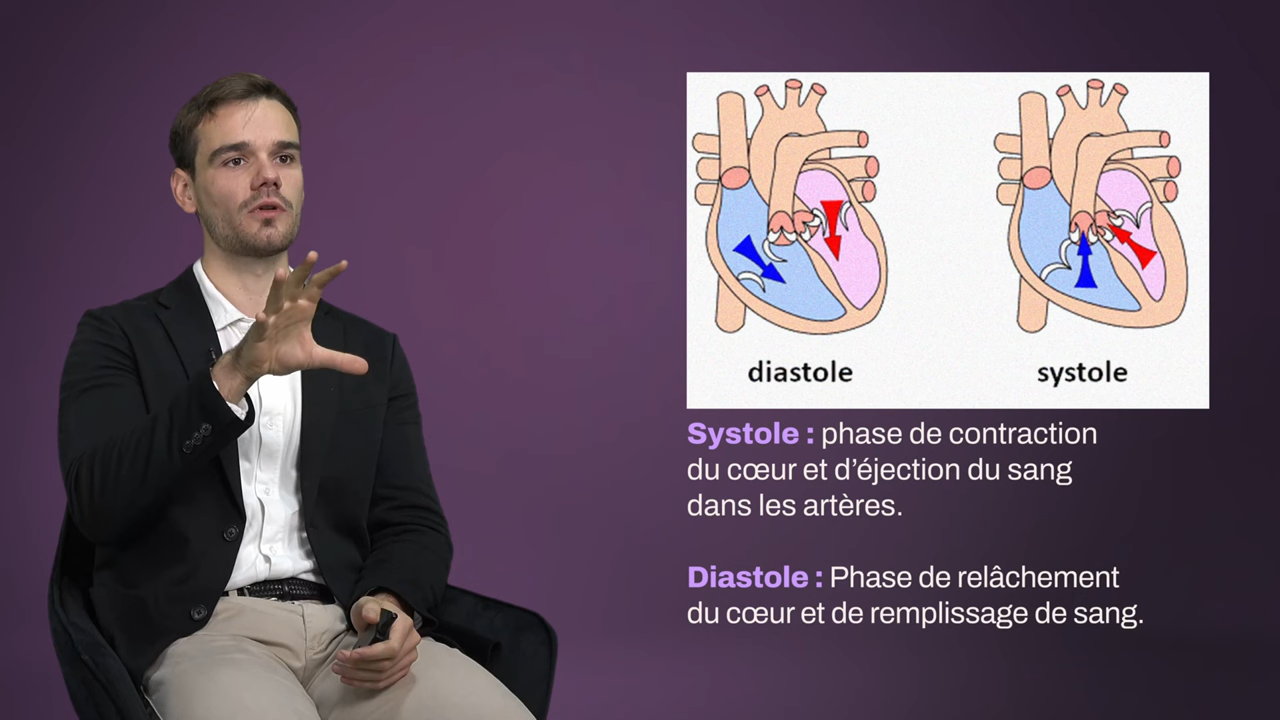 diastole
systole
Systole : phase de contraction
du cœur et d’éjection du sang
dans les artères.
Diastole : Phase de relâchement
du cœur et de remplissage de sang.